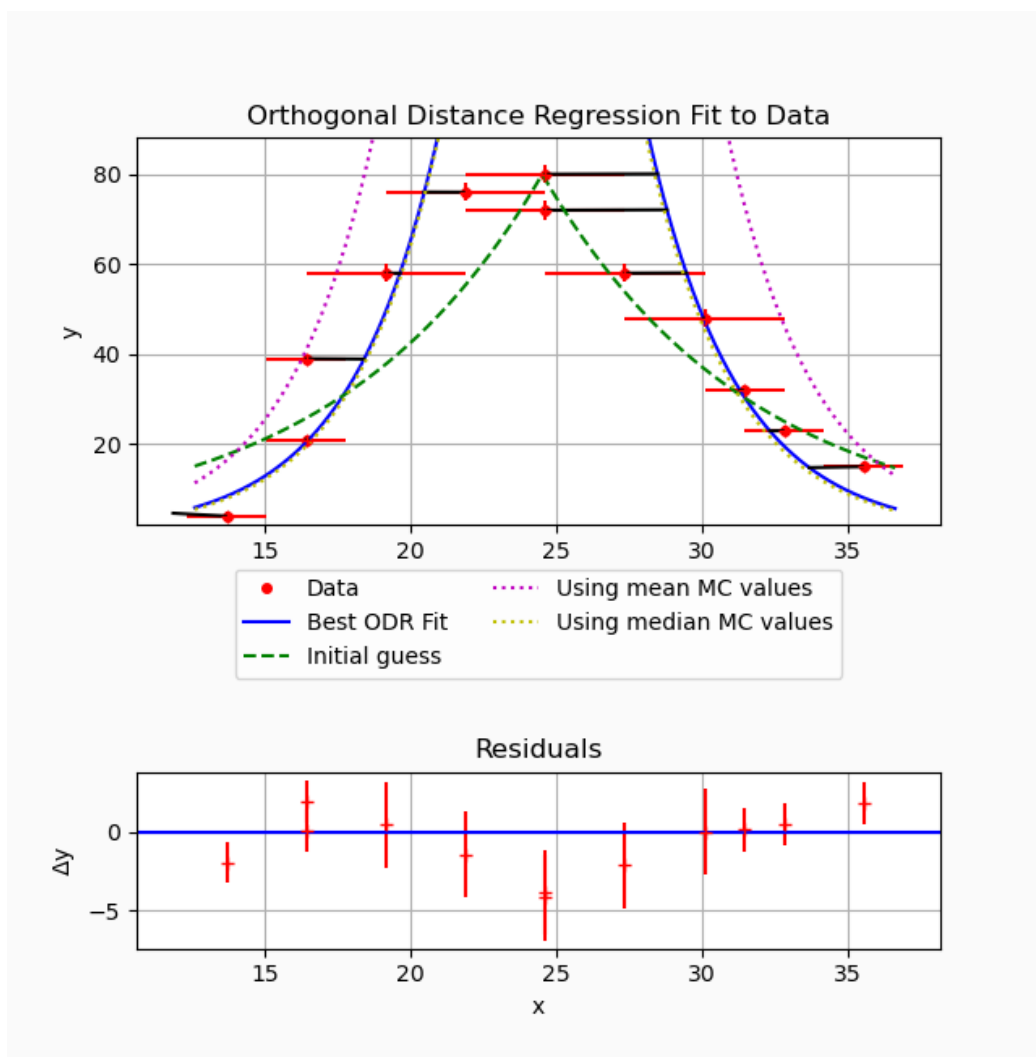 Orthogonal Distance Regression Fit to Data
80
60
y
40
20
15 20 25 30 35
Data
Best ODR Fit
Initial guess
Using mean MC values
Using median MC values
Residuals
0
Δy
−5
15 20 25 30 35
x